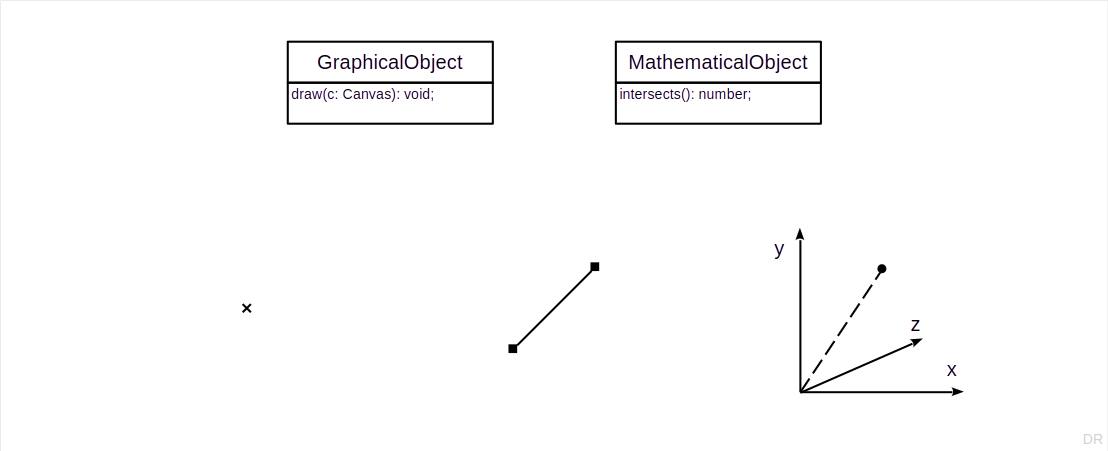 GraphicalObject
draw(c: Canvas): void;
MathematicalObject
intersects(): number;
y
z
x
DR